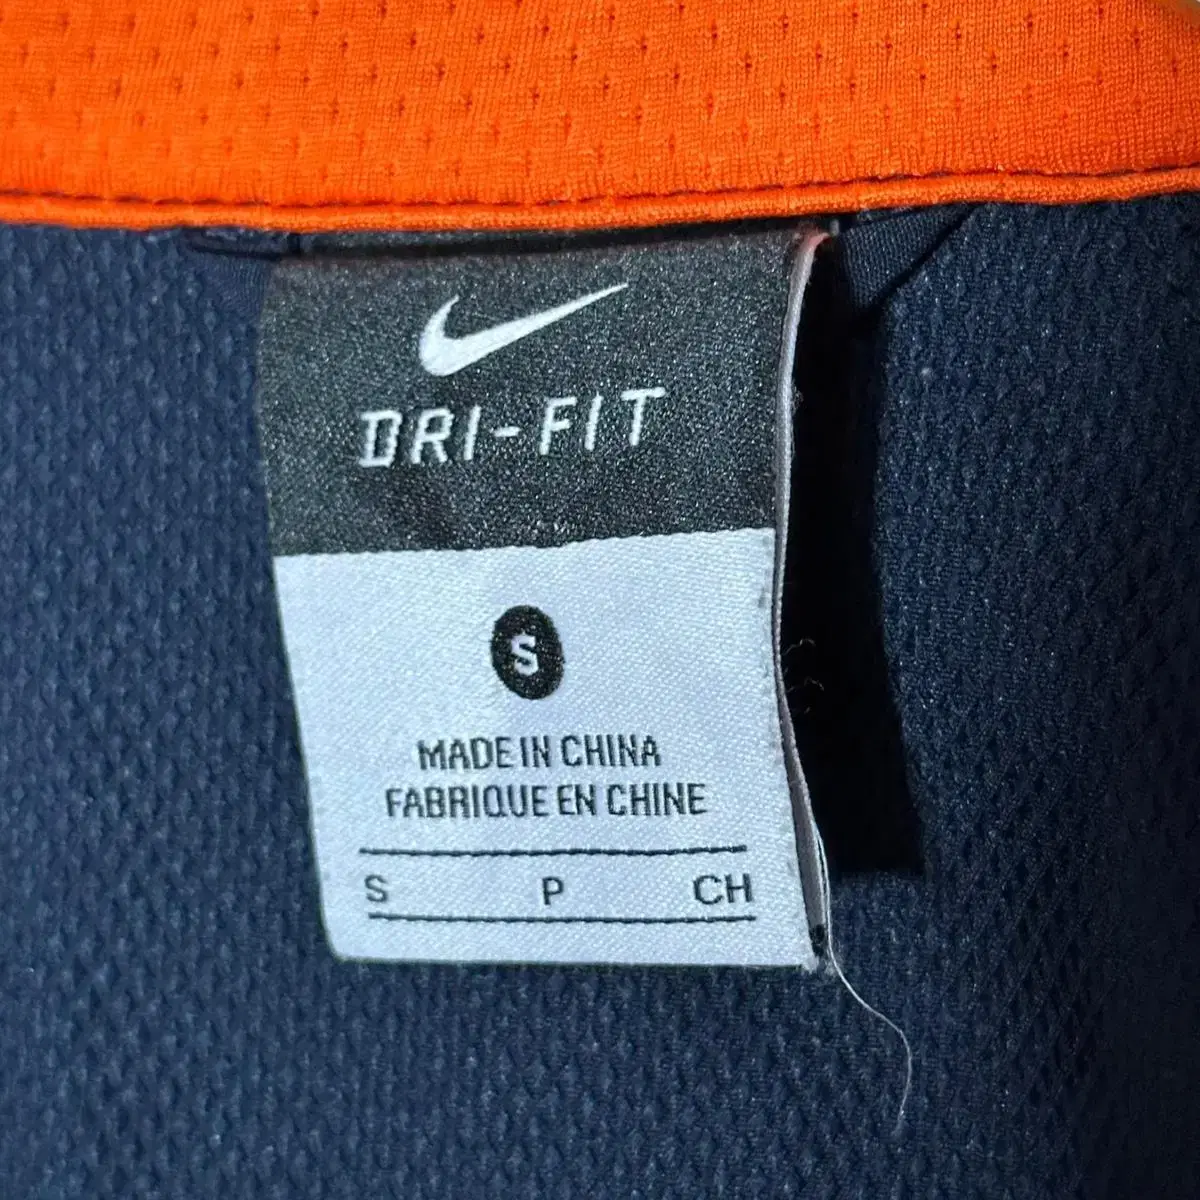 DRI-FIT
S
MADE IN CHINA
FABRIQUE EN CHINE
S P CH